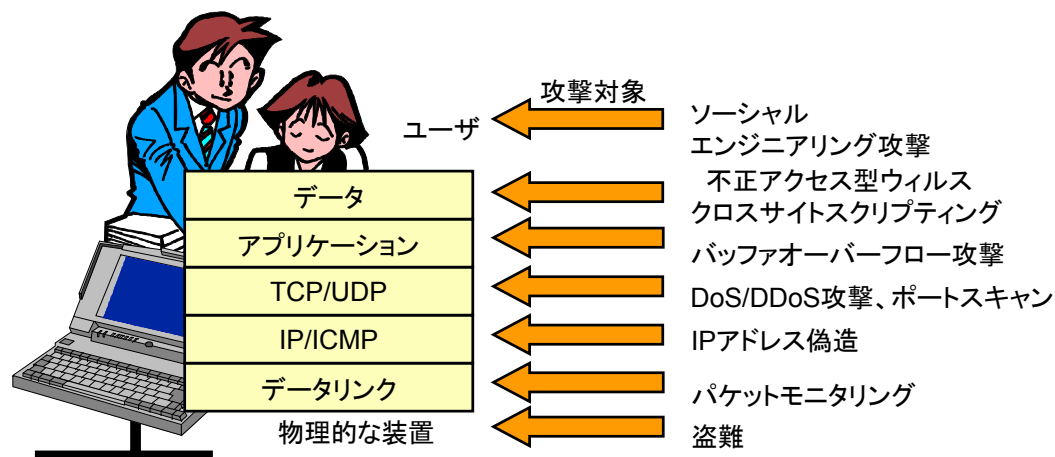 攻撃対象
ユーザ
ソーシャル
エンジニアリング攻撃
データ
不正アクセス型ウィルス
クロスサイトスクリプティング
アプリケーション
バッファオーバーフロー攻撃
TCP/UDP
DoS/DDoS攻撃、ポートスキャン
IP/ICMP
IPアドレス偽造
データリンク
パケットモニタリング
物理的な装置
盗難